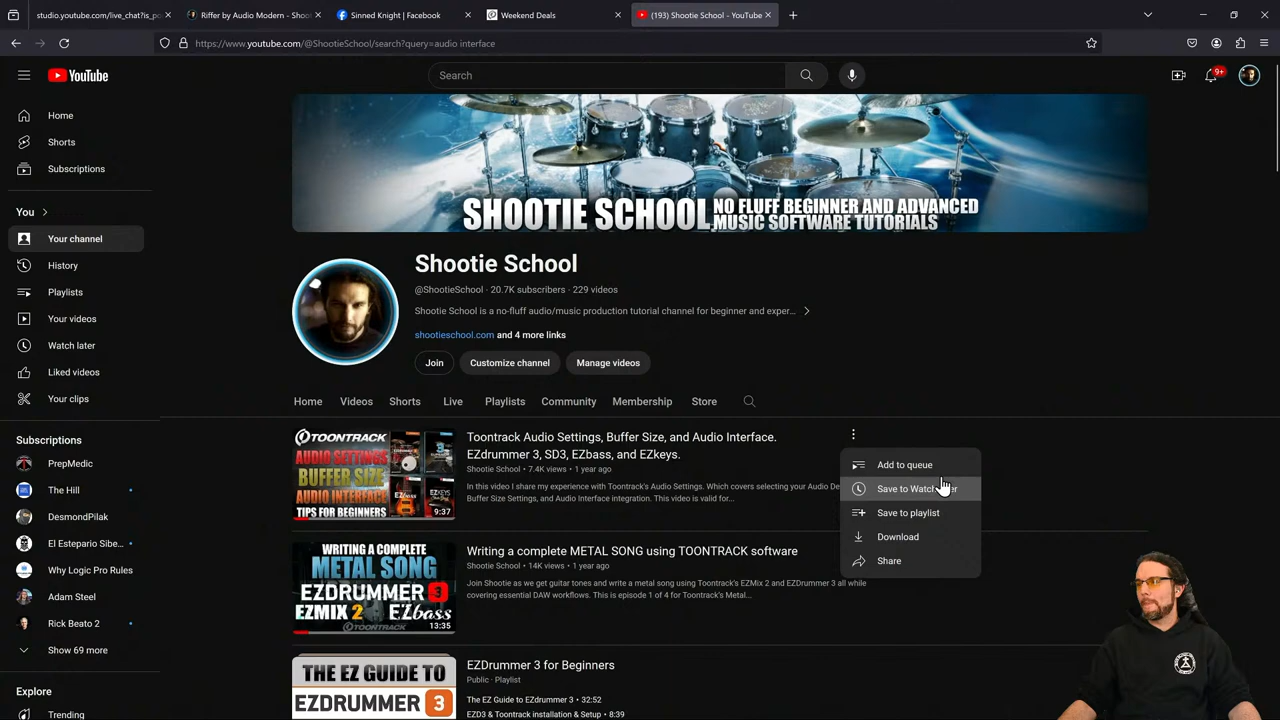 studio.youtube.com/live_chat?is_po
Riffer by Audio Modern - Shoot
Sinned Knight | Facebook
Weekend Deals
(193) Shootie School - YouTube
https://www.youtube.com/@ShootieSchool/search?query=audio interface
YouTube
Search
9+
Home
Shorts
Subscriptions
You
Your channel
History
Playlists
Your videos
Watch later
Liked videos
Your clips
Subscriptions
PrepMedic
The Hill
DesmondPilak
El Estepario Sibe...
Why Logic Pro Rules
Adam Steel
Rick Beato 2
Show 69 more
Explore
Trending
SHOOTIE SCHOOL NO FLUFF BEGINNER AND ADVANCED
MUSIC SOFTWARE TUTORIALS
Shootie School
@ShootieSchool · 20.7K subscribers · 229 videos
Shootie School is a no-fluff audio/music production tutorial channel for beginner and exper...
shootieschool.com and 4 more links
Join
Customize channel
Manage videos
Home
Videos
Shorts
Live
Playlists
Community
Membership
Store
TOONTRACK
AUDIO SETTINGS
BUFFER SIZE
AUDIO INTERFACE
TIPS FOR BEGINNERS
9:37
Toontrack Audio Settings, Buffer Size, and Audio Interface.
EZdrummer 3, SD3, EZbass, and EZkeys.
Shootie School • 7.4K views • 1 year ago
In this video I share my experience with Toontrack's Audio Settings. Which covers selecting your Audio De
Buffer Size Settings, and Audio Interface integration. This video is valid for...
Add to queue
Save to Watch
Save to playlist
Download
Share
WRITING A COMPLETE
METAL SONG
EZDRUMMER 3
EZMIX 2 EZbass
TOONTRACK
13:35
Writing a complete METAL SONG using TOONTRACK software
Shootie School • 14K views • 1 year ago
Join Shootie as we get guitar tones and write a metal song using Toontrack's EZMix 2 and EZDrummer 3 all while
covering essential DAW workflows. This is episode 1 of 4 for Toontrack's Metal...
THE EZ GUIDE TO
EZDRUMMER 3
EZDrummer 3 for Beginners
Public • Playlist
The EZ Guide to EZdrummer 3 • 32:52
EZD3 & Toontrack installation & Setup • 8:39